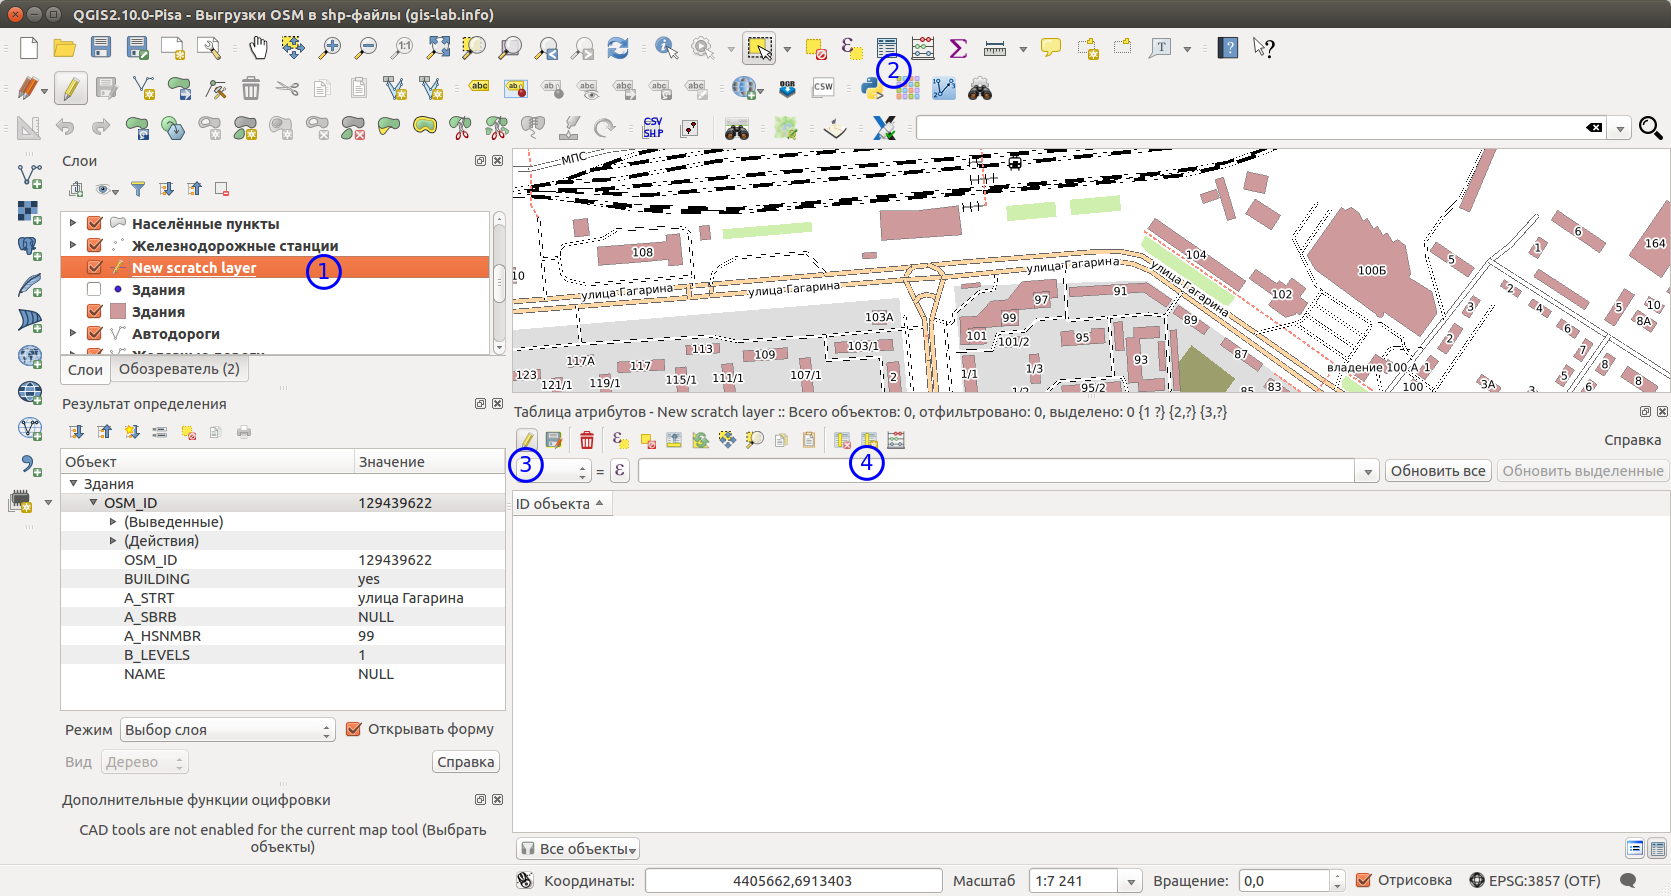 QGIS2.10.0-Pisa - Выгрузки OSM в shp-файлы (gis-lab.info)
2
Слои
Населённые пункты
Железнодорожные станции
New scratch layer
1
Здания
Здания
Автодороги
Железные дороги
Слои
Обозреватель (2)
Результат определения
Объект
Значение
Здания
OSM_ID
129439622
(Выведенные)
(Действия)
OSM_ID
129439622
BUILDING
yes
A_STRT
улица Гагарина
A_SBRB
NULL
A_HSNMBR
99
B_LEVELS
1
NAME
NULL
Режим
Выбор слоя
Открывать форму
Вид
Дерево
Справка
Дополнительные функции оцифровки
CAD tools are not enabled for the current map tool (Выбрать
объекты)
МПС
108
10
улица Гагарина
улица Гагарина
улица Гагарина
улица Гагарина
104
102
100Б
164
6
1
5
2
3
4
6
5
10
8А
97
91
99
101
101/2
95
89
93
87
103А
103/1
113
109
117А
117
123
121/1
119/1
115/1
111/1
107/1
2
1/1
1/3
1/2
95/2
85
83
владение 100 А
1
100
2
7
8
3А
5
6
8
Таблица атрибутов - New scratch layer :: Всего объектов: 0, отфильтровано: 0, выделено: 0 {1 ?} {2,?} {3,?}
Справка
3
=
ε
4
Обновить все
Обновить выделенные
ID объекта
Все объекты
Координаты:
4405662,6913403
Масштаб
1:7 241
Вращение:
0,0
Отрисовка
EPSG:3857 (OTF)